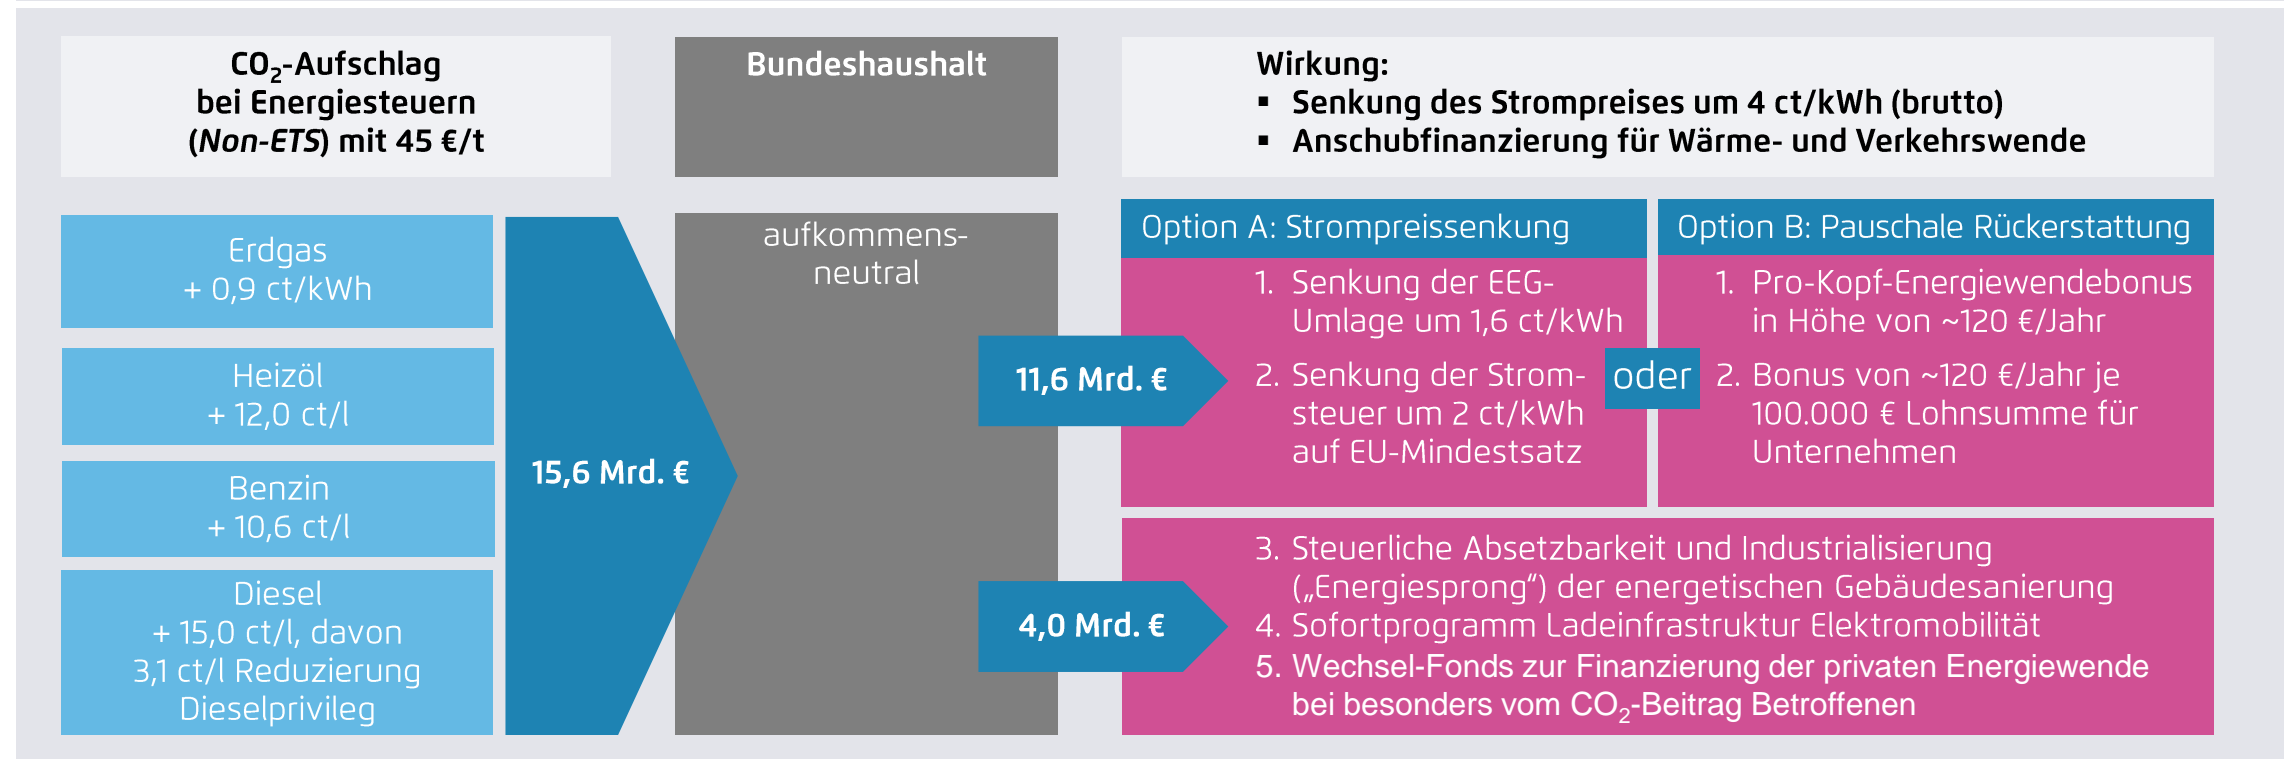 CO2-Aufschlag
bei Energiesteuern
(Non-ETS) mit 45 €/t
Bundeshaushalt
Wirkung:
▪ Senkung des Strompreises um 4 ct/kWh (brutto)
▪ Anschubfinanzierung für Wärme- und Verkehrswende
Erdgas
+ 0,9 ct/kWh
Heizöl
+ 12,0 ct/l
Benzin
+ 10,6 ct/l
Diesel
+ 15,0 ct/l, davon
3,1 ct/l Reduzierung
Dieselprivileg
15,6 Mrd. €
aufkommens-
neutral
11,6 Mrd. €
4,0 Mrd. €
Option A: Strompreissenkung
1. Senkung der EEG-
Umlage um 1,6 ct/kWh
2. Senkung der Strom-
steuer um 2 ct/kWh
auf EU-Mindestsatz
oder
Option B: Pauschale Rückerstattung
1. Pro-Kopf-Energiewendebonus
in Höhe von ~120 €/Jahr
2. Bonus von ~120 €/Jahr je
100.000 € Lohnsumme für
Unternehmen
3. Steuerliche Absetzbarkeit und Industrialisierung
(„Energiesprong“) der energetischen Gebäudesanierung
4. Sofortprogramm Ladeinfrastruktur Elektromobilität
5. Wechsel-Fonds zur Finanzierung der privaten Energiewende
bei besonders vom CO2-Beitrag Betroffenen